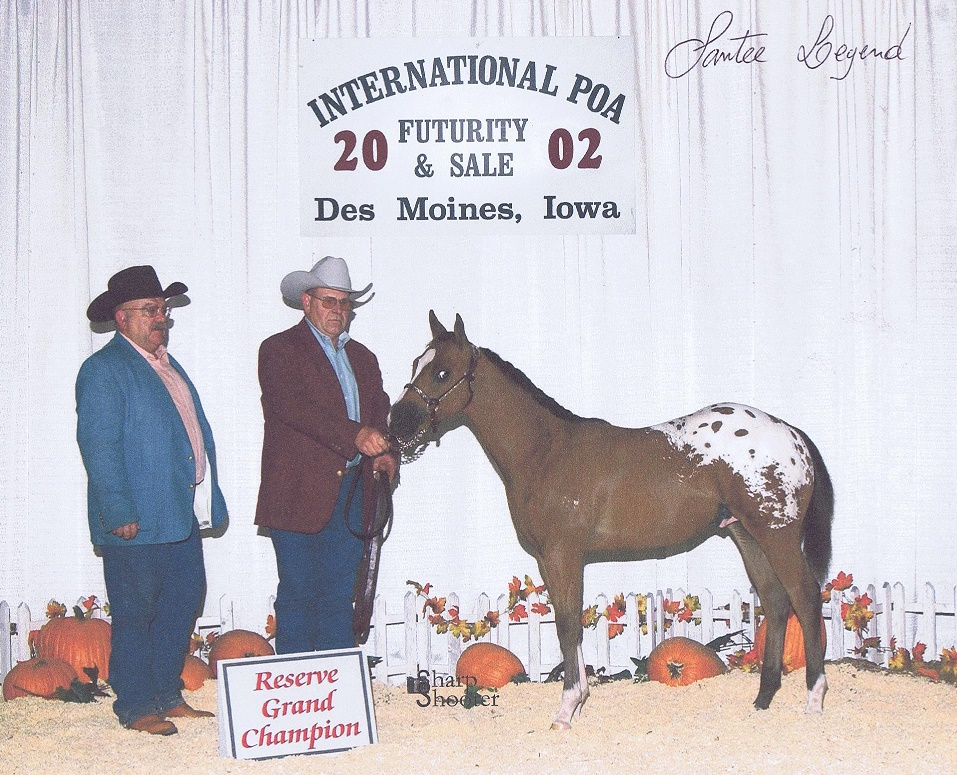 Santee Legend
INTERNATIONAL POA
20 FUTURITY 02
& SALE
Des Moines, Iowa
Reserve
Grand
Champion
Sharp
Shooter